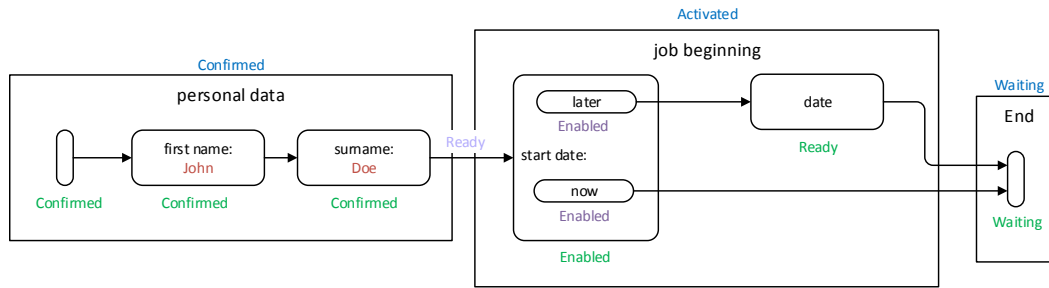 Activated
Confirmed
job beginning
personal data
Waiting
End
later
Enabled
date
first name:
John
surname:
Doe
Ready
start date:
Ready
now
Enabled
Confirmed
Confirmed
Confirmed
Waiting
Enabled